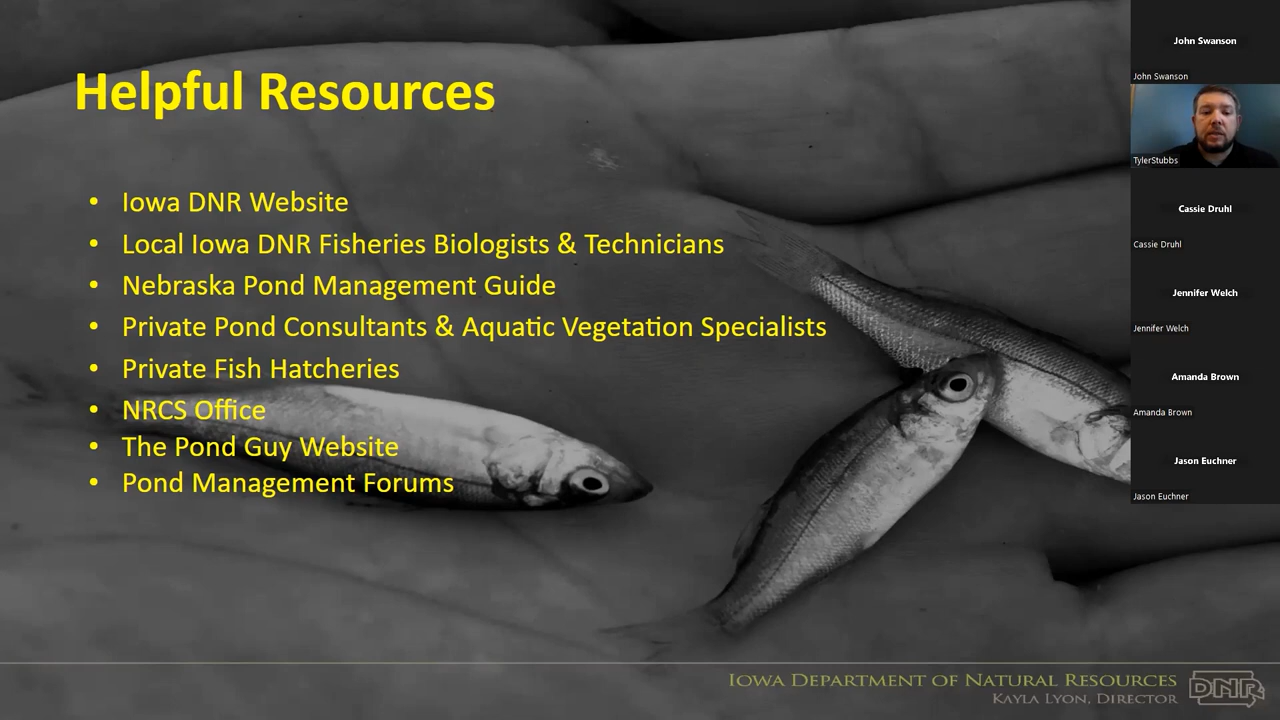 Helpful Resources
• Iowa DNR Website
• Local Iowa DNR Fisheries Biologists & Technicians
• Nebraska Pond Management Guide
• Private Pond Consultants & Aquatic Vegetation Specialists
• Private Fish Hatcheries
• NRCS Office
• The Pond Guy Website
• Pond Management Forums
Iowa Department of Natural Resources
Kayla Lyon, Director
DNR
John Swanson
John Swanson
TylerStubbs
Cassie Druhl
Cassie Druhl
Jennifer Welch
Jennifer Welch
Amanda Brown
Amanda Brown
Jason Euchner
Jason Euchner